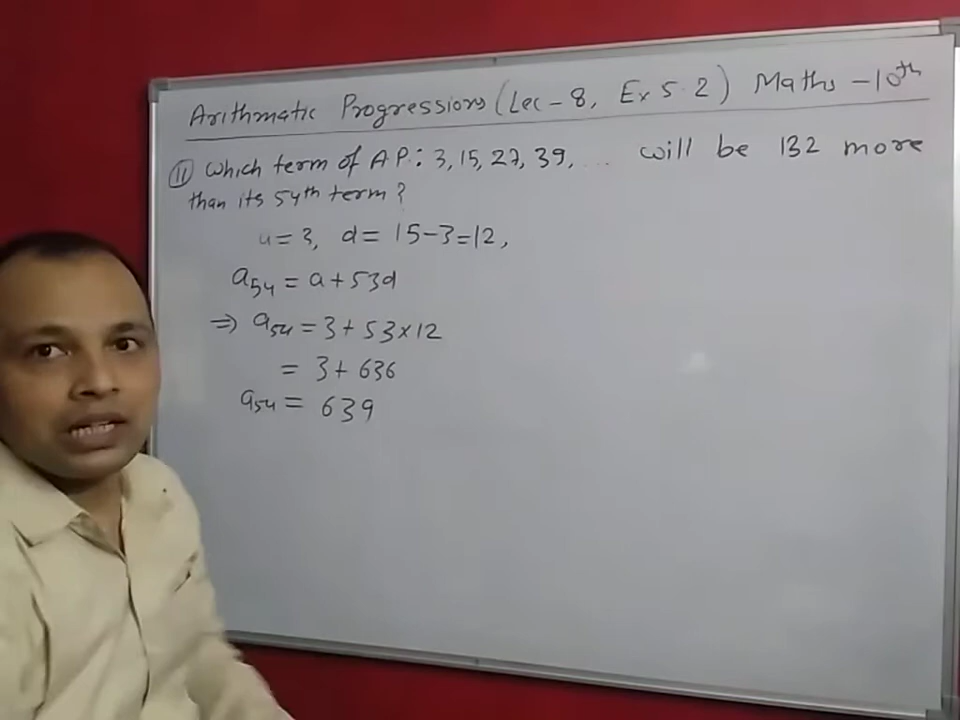 Arithmatic Progressions (Lec - 8, Ex 5.2) Maths - 10th
11 Which term of A.P.: 3, 15, 27, 39, ... will be 132 more
than its 54th term?
a = 3, d = 15-3=12,
a54 = a + 53d
⇒ a54 = 3 + 53×12
= 3 + 636
a54 = 639